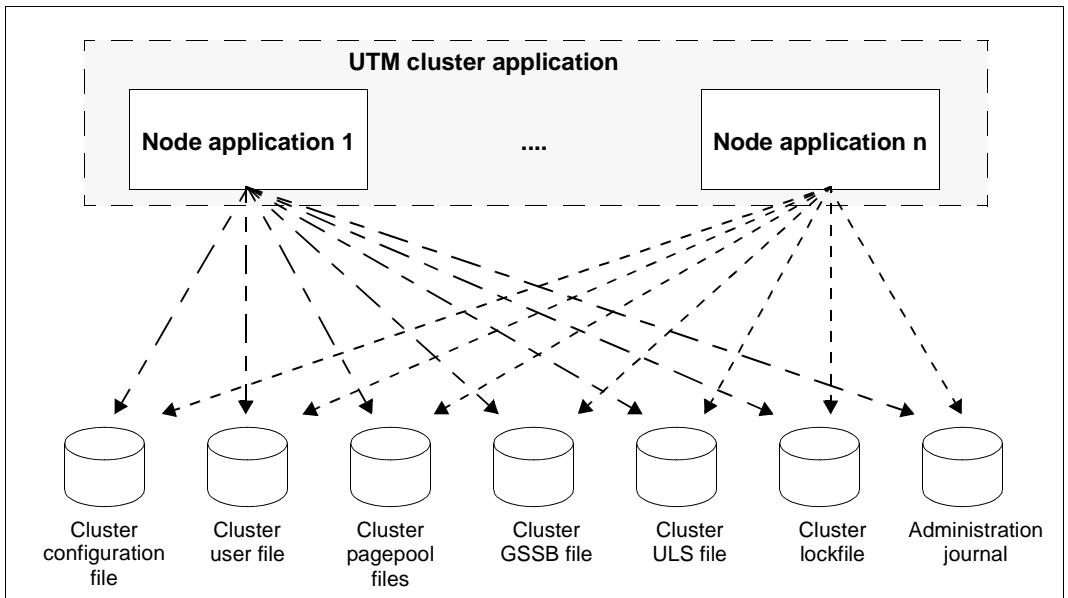 UTM cluster application
Node application 1
....
Node application n
Cluster
configuration
file
Cluster
user file
Cluster
pagepool
files
Cluster
GSSB file
Cluster
ULS file
Cluster
lockfile
Administration
journal